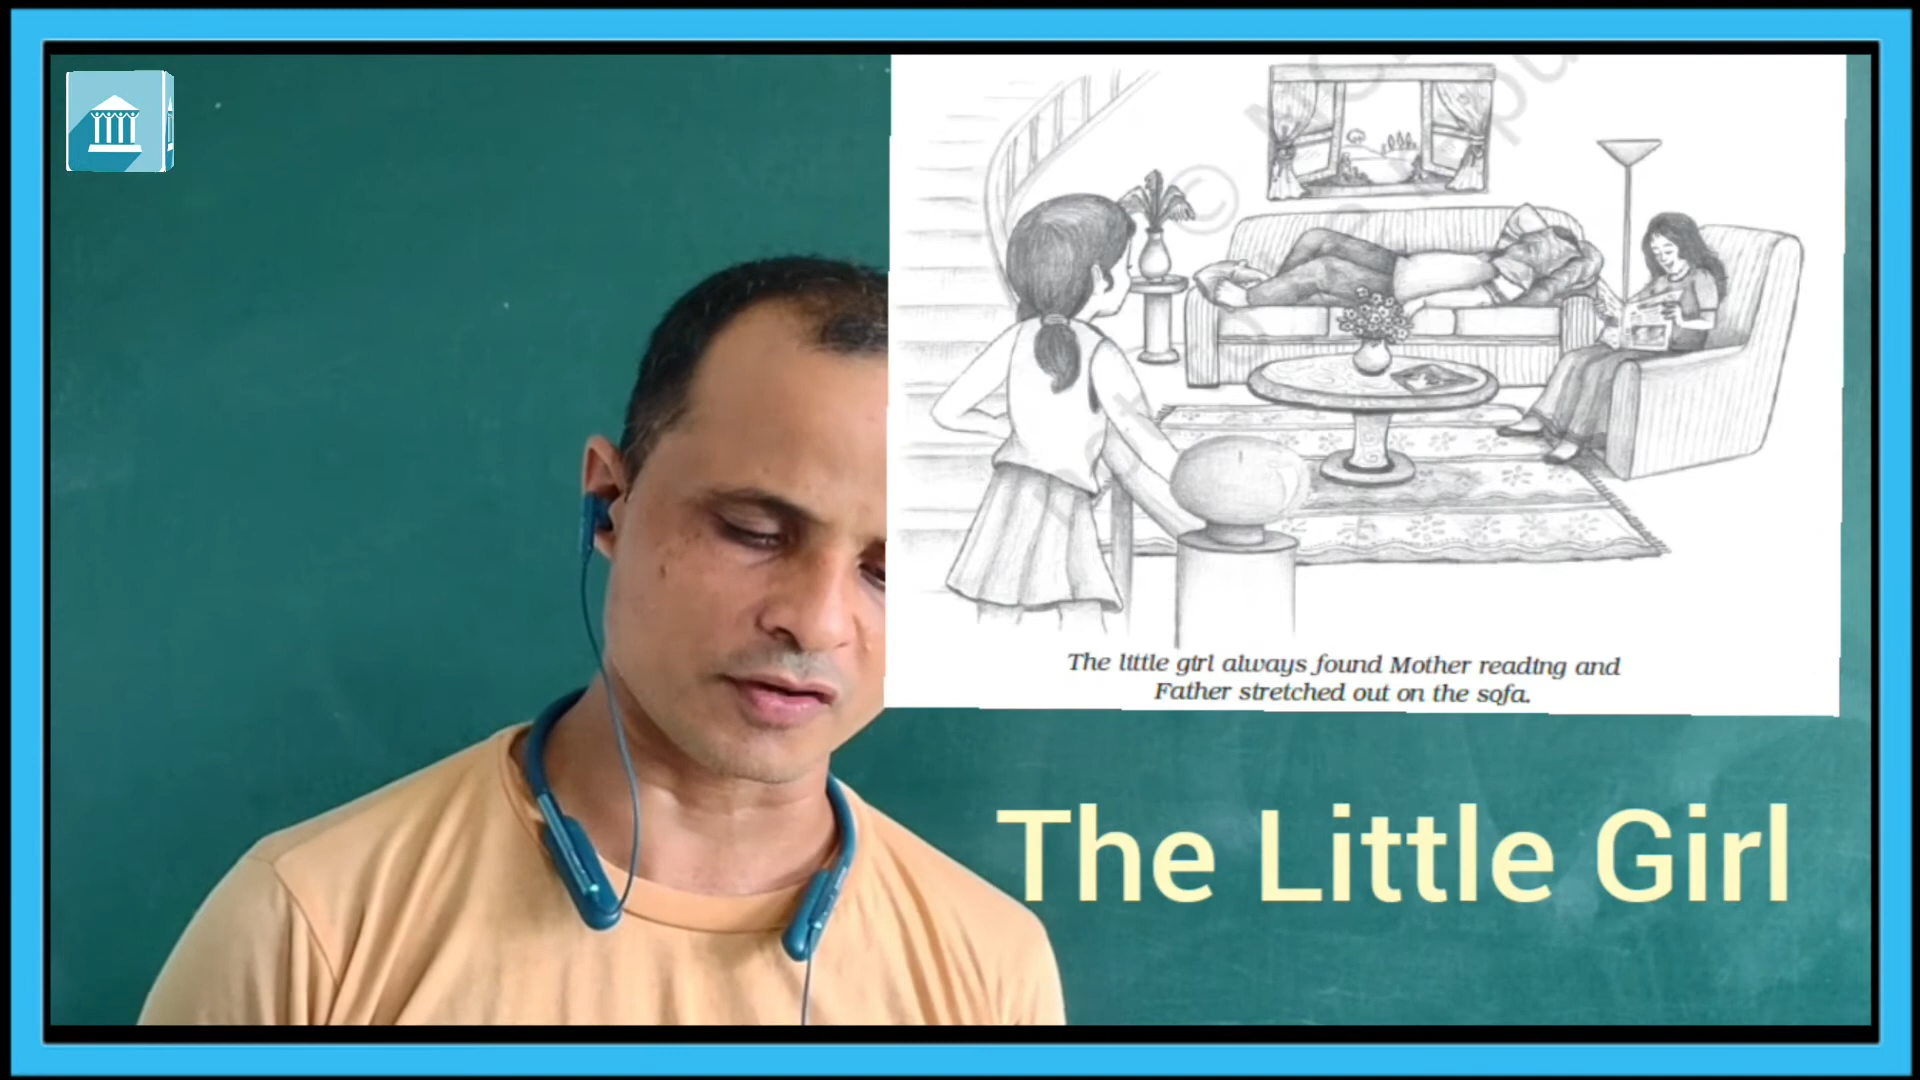 The little girl always found Mother reading and
Father stretched out on the sofa.
The Little Girl